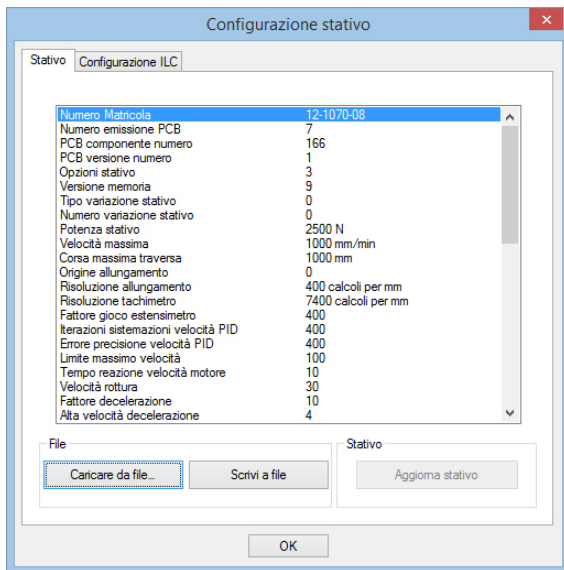 Configurazione stativo
Stativo Configurazione ILC
Numero Matricola 12-1070-08
Numero emissione PCB 7
PCB componente numero 166
PCB versione numero 1
Opzioni stativo 3
Versione memoria 9
Tipo variazione stativo 0
Numero variazione stativo 0
Potenza stativo 2500 N
Velocità massima 1000 mm/min
Corsa massima traversa 1000 mm
Origine allungamento 0
Risoluzione allungamento 400 calcoli per mm
Risoluzione tachimetro 7400 calcoli per mm
Fattore gioco estensimetro 400
Iterazioni sistemazioni velocità PID 400
Errore precisione velocità PID 400
Limite massimo velocità 100
Tempo reazione velocità motore 10
Velocità rottura 30
Fattore decelerazione 10
Alta velocità decelerazione 4
File Stativo
Caricare da file... Scrivi a file Aggiorna stativo
OK